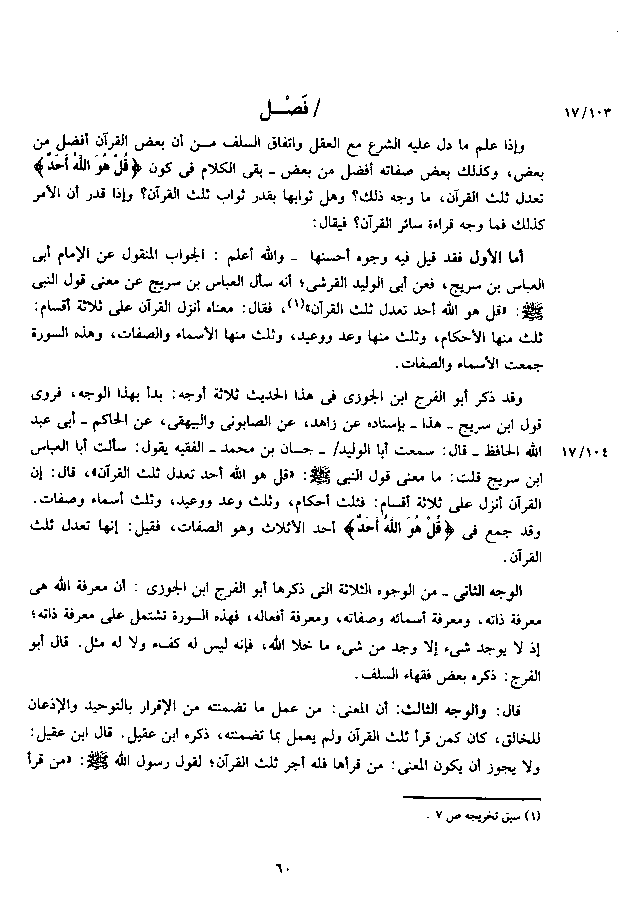 ١٧/١٠٣
/ فَصْــل
وإذا علم ما دل عليه الشرع مع العقل واتفاق السلف مـن أن بعض القرآن أفضل من
بعض، وكذلك بعض صفاته أفضل من بعض ـ بقى الكلام فى كون ﴿ قُلْ هُوَ اللَّهُ أَحَدٌ ﴾
تعدل ثلث القرآن، ما وجه ذلك؟ وهل ثوابها بقدر ثواب ثلث القرآن؟ وإذا قدر أن الأمر
كذلك فما وجه قراءة سائر القرآن؟ فيقال:
أما الأول فقد قيل فيه وجوه أحسنها ـ والله أعلم : الجواب المنقول عن الإمام أبى
العباس بن سريج، فعن أبى الوليد القرشى؛ أنه سأل العباس بن سريج عن معنى قول النبى
ﷺ: «قل هو الله أحد تعدل ثلث القرآن»(١)، فقال: معناه أنزل القرآن على ثلاثة أقسام:
ثلث منها الأحكام، وثلث منها وعد ووعيد، وثلث منها الأسماء والصفات، وهذه السورة
جمعت الأسماء والصفات.
وقد ذكر أبو الفرج ابن الجوزى فى هذا الحديث ثلاثة أوجه: بدأ بهذا الوجه، فروى
قول ابن سريج ـ هذا ـ بإسناده عن زاهد، عن الصابونى والبيهقى، عن الحاكم ـ أبى عبد
١٧/١٠٤
الله الحافظ ـ قال: سمعت أبا الوليد/ ـ حسان بن محمد ـ الفقيه يقول: سألت أبا العباس
ابن سريج قلت: ما معنى قول النبى ﷺ: «قل هو الله أحد تعدل ثلث القرآن»، قال: إن
القرآن أنزل على ثلاثة أقسام: فثلث أحكام، وثلث وعد ووعيد، وثلث أسماء وصفات.
وقد جمع فى ﴿ قُلْ هُوَ اللَّهُ أَحَدٌ ﴾ أحد الأثلاث وهو الصفات، فقيل: إنها تعدل ثلث
القرآن.
الوجه الثانى ـ من الوجوه الثلاثة التى ذكرها أبو الفرج ابن الجوزى : أن معرفة الله هى
معرفة ذاته، ومعرفة أسمائه وصفاته، ومعرفة أفعاله، فهذه السورة تشتمل على معرفة ذاته؛
إذ لا يوجد شىء إلا وجد من شىء ما خلا الله، فإنه ليس له كفء ولا له مثل. قال أبو
الفرج: ذكره بعض فقهاء السلف.
قال: والوجه الثالث: أن المعنى: من عمل ما تضمنته من الإقرار بالتوحيد والإذعان
للخالق، كان كمن قرأ ثلث القرآن ولم يعمل بما تضمنته، ذكره ابن عقيل. قال ابن عقيل:
ولا يجوز أن يكون المعنى: من قرأها فله أجر ثلث القرآن؛ لقول رسول الله ﷺ: «من قرأ
(١) سبق تخريجه ص ٧ .
٦٠